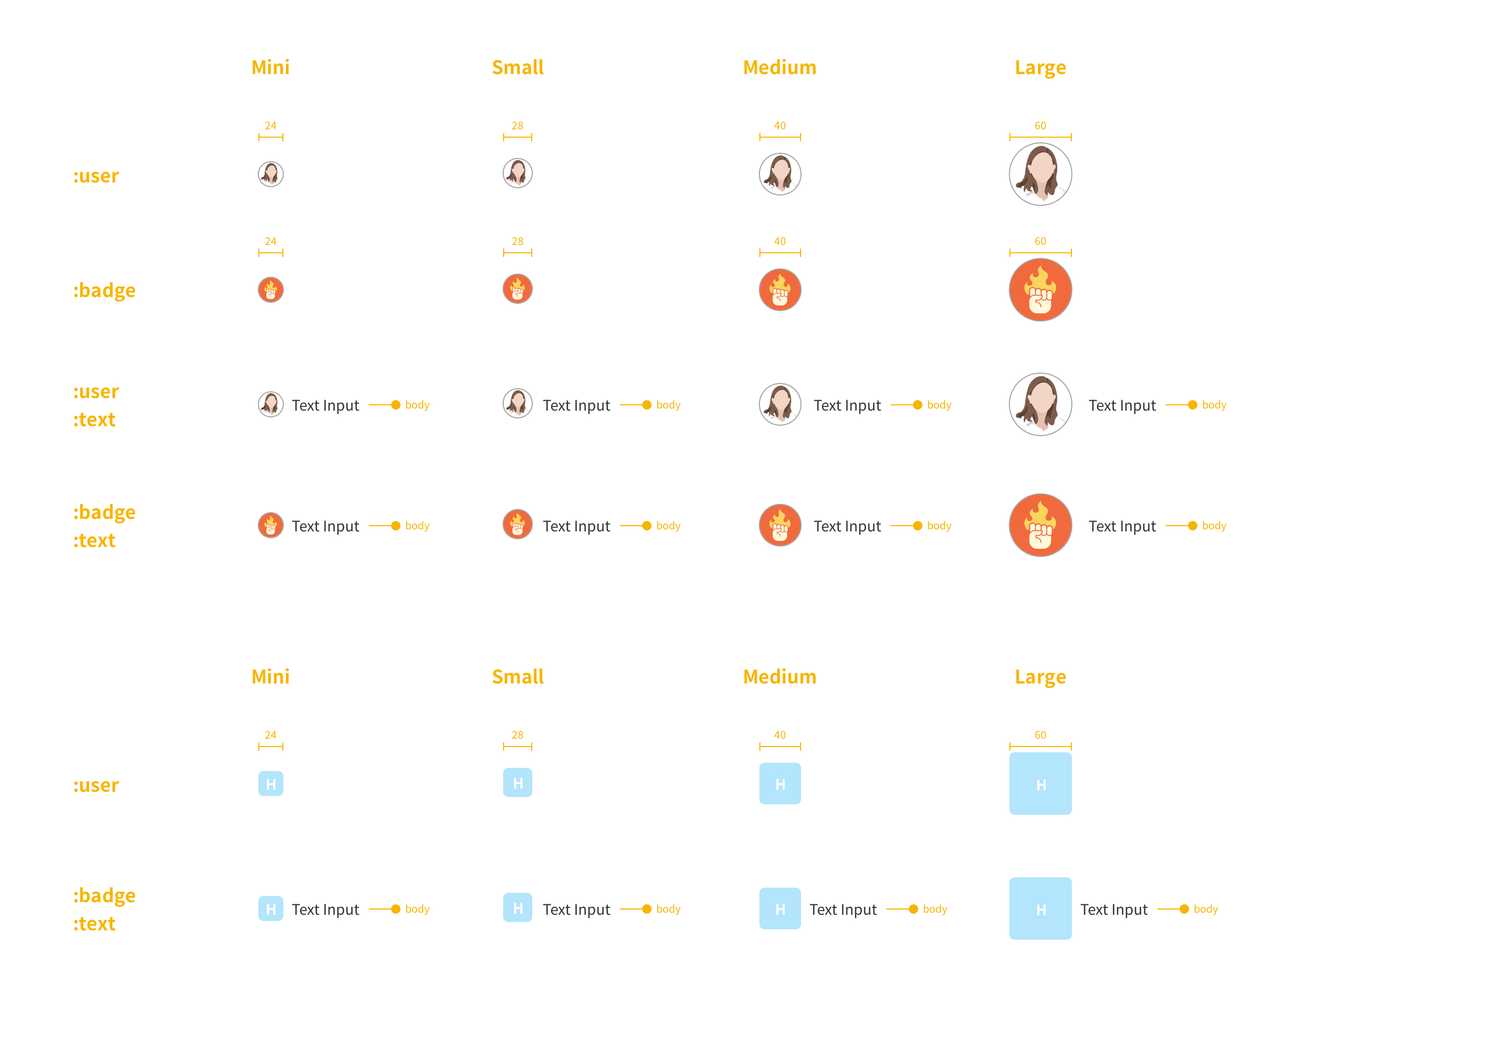 Mini Small Medium Large
24 28 40 60
:user
24 28 40 60
:badge
:user
:text
Text Input body Text Input body Text Input body Text Input body
:badge
:text
Text Input body Text Input body Text Input body Text Input body
Mini Small Medium Large
24 28 40 60
:user H H H H
:badge
:text
H Text Input body H Text Input body H Text Input body H Text Input body